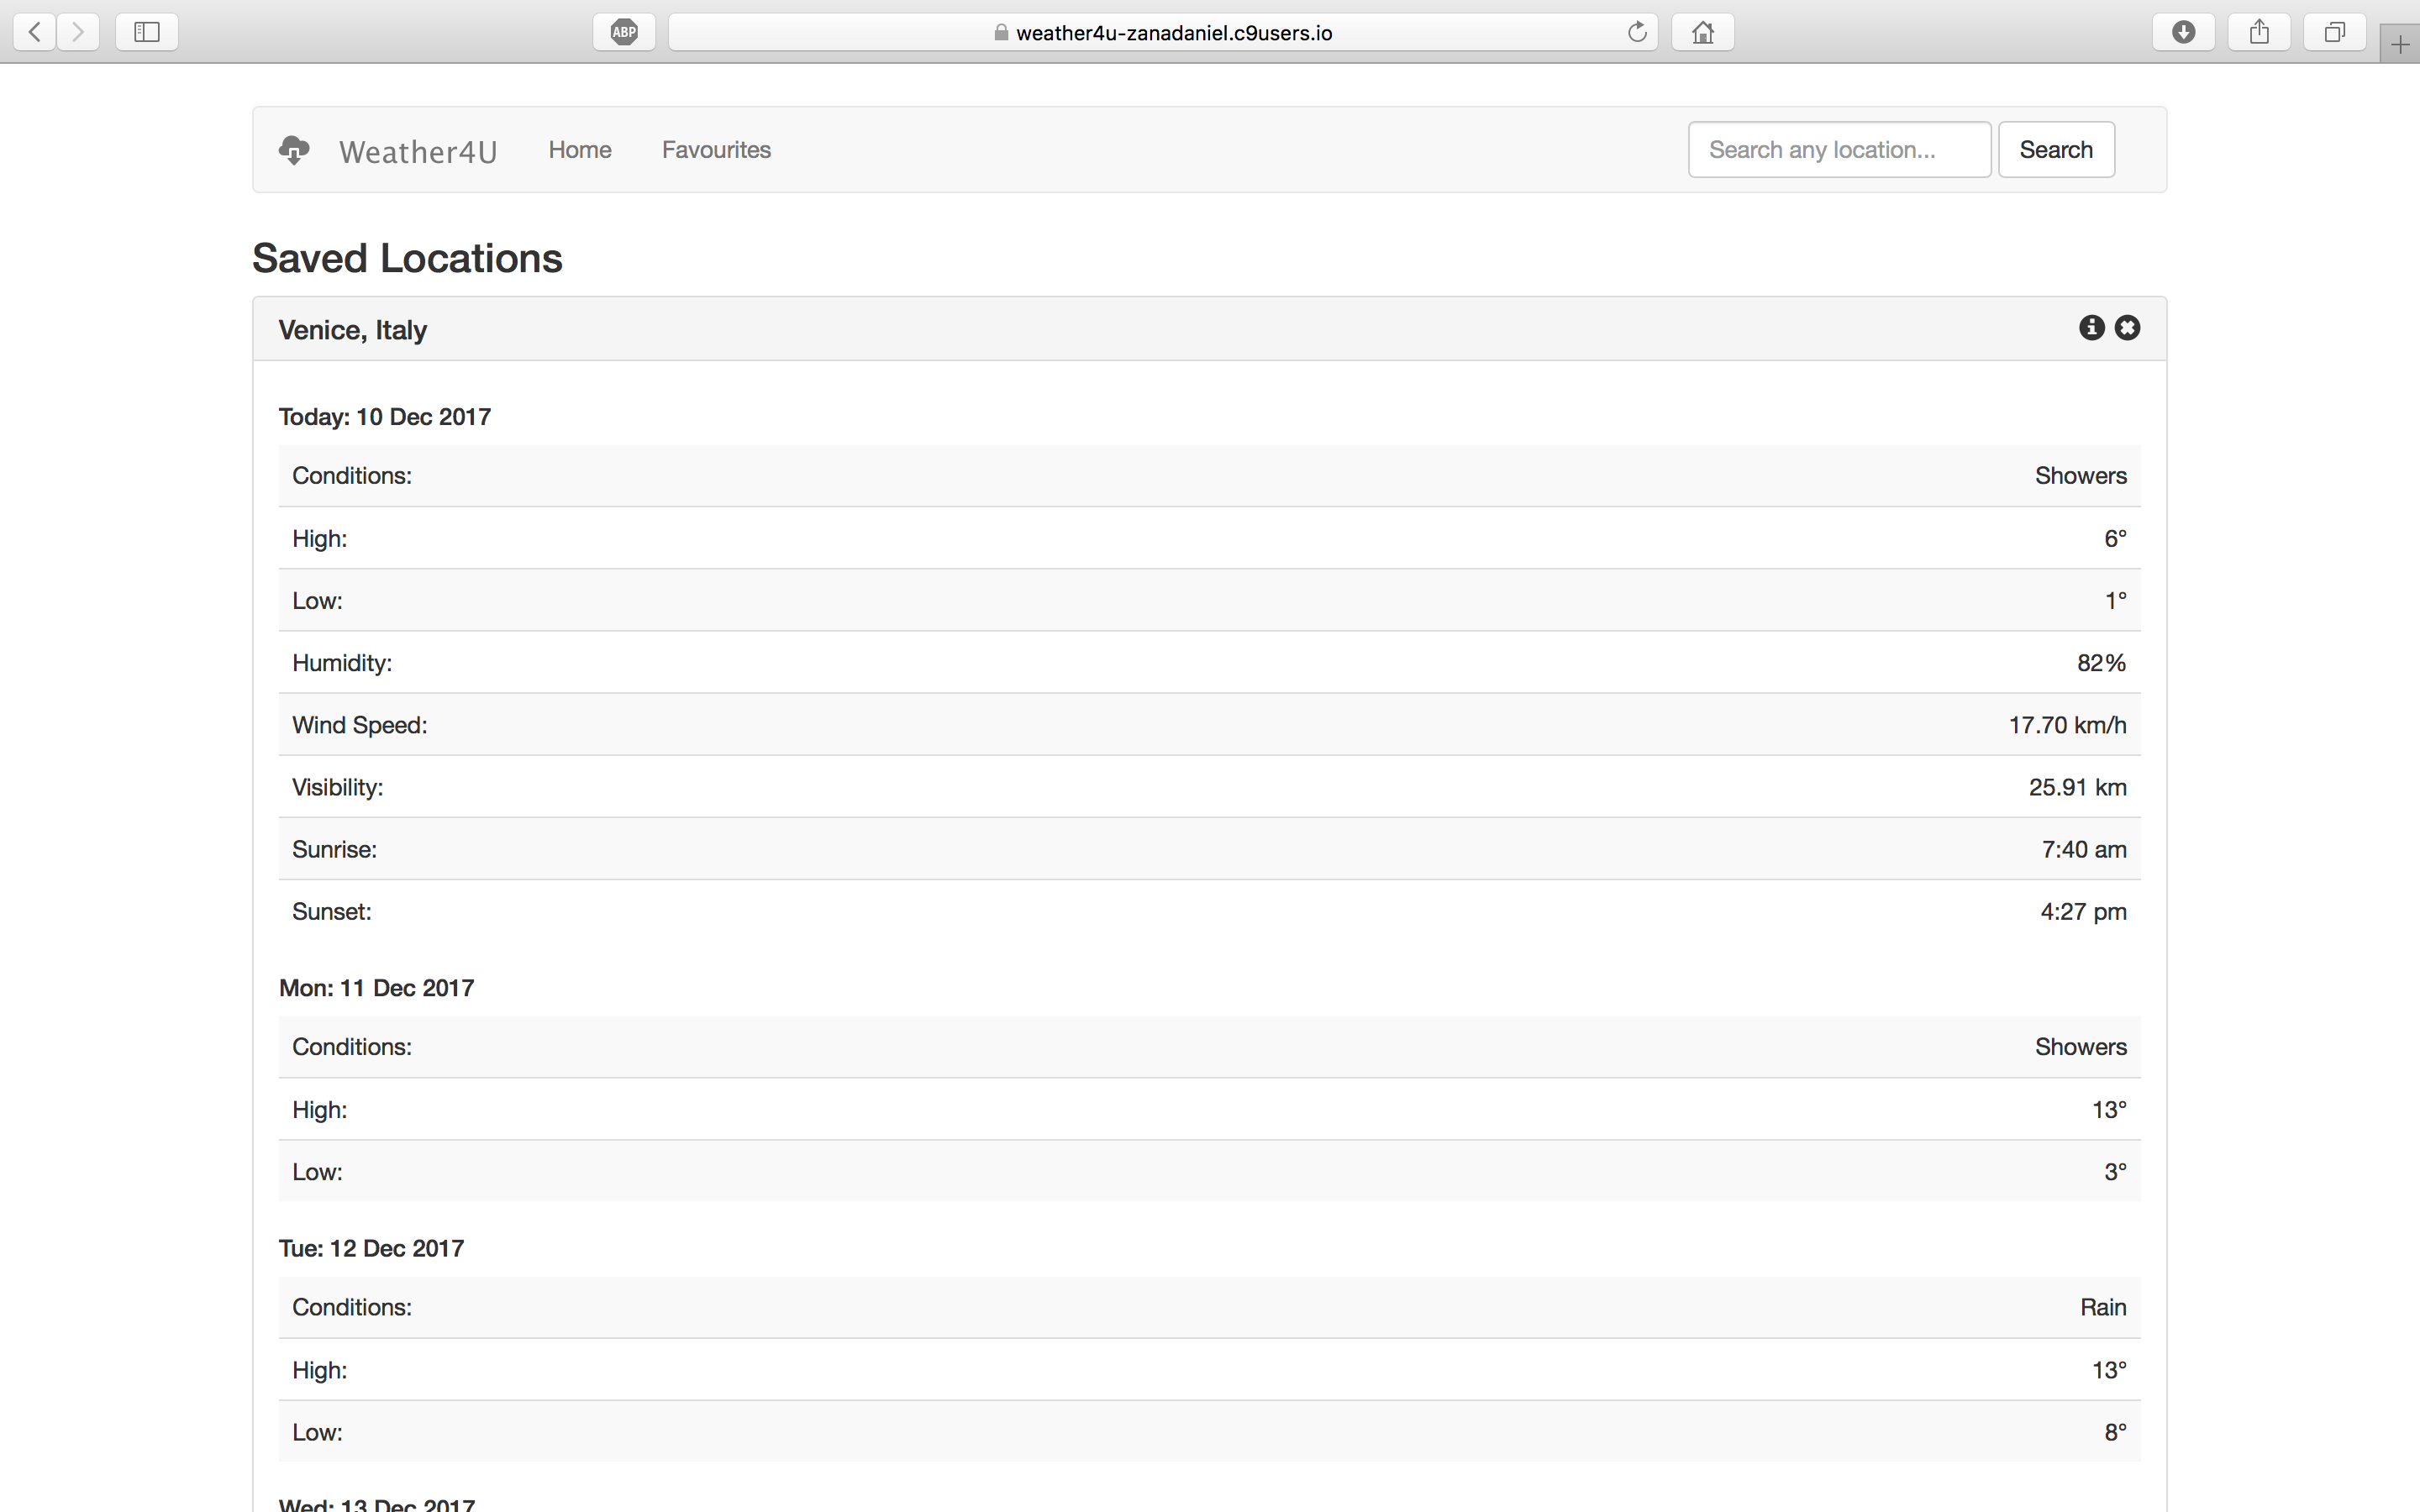 ABP
weather4u-zanadaniel.c9users.io
Weather4U Home Favourites Search any location... Search
Saved Locations
Venice, Italy
Today: 10 Dec 2017
Conditions: Showers
High: 6°
Low: 1°
Humidity: 82%
Wind Speed: 17.70 km/h
Visibility: 25.91 km
Sunrise: 7:40 am
Sunset: 4:27 pm
Mon: 11 Dec 2017
Conditions: Showers
High: 13°
Low: 3°
Tue: 12 Dec 2017
Conditions: Rain
High: 13°
Low: 8°
Wed: 13 Dec 2017